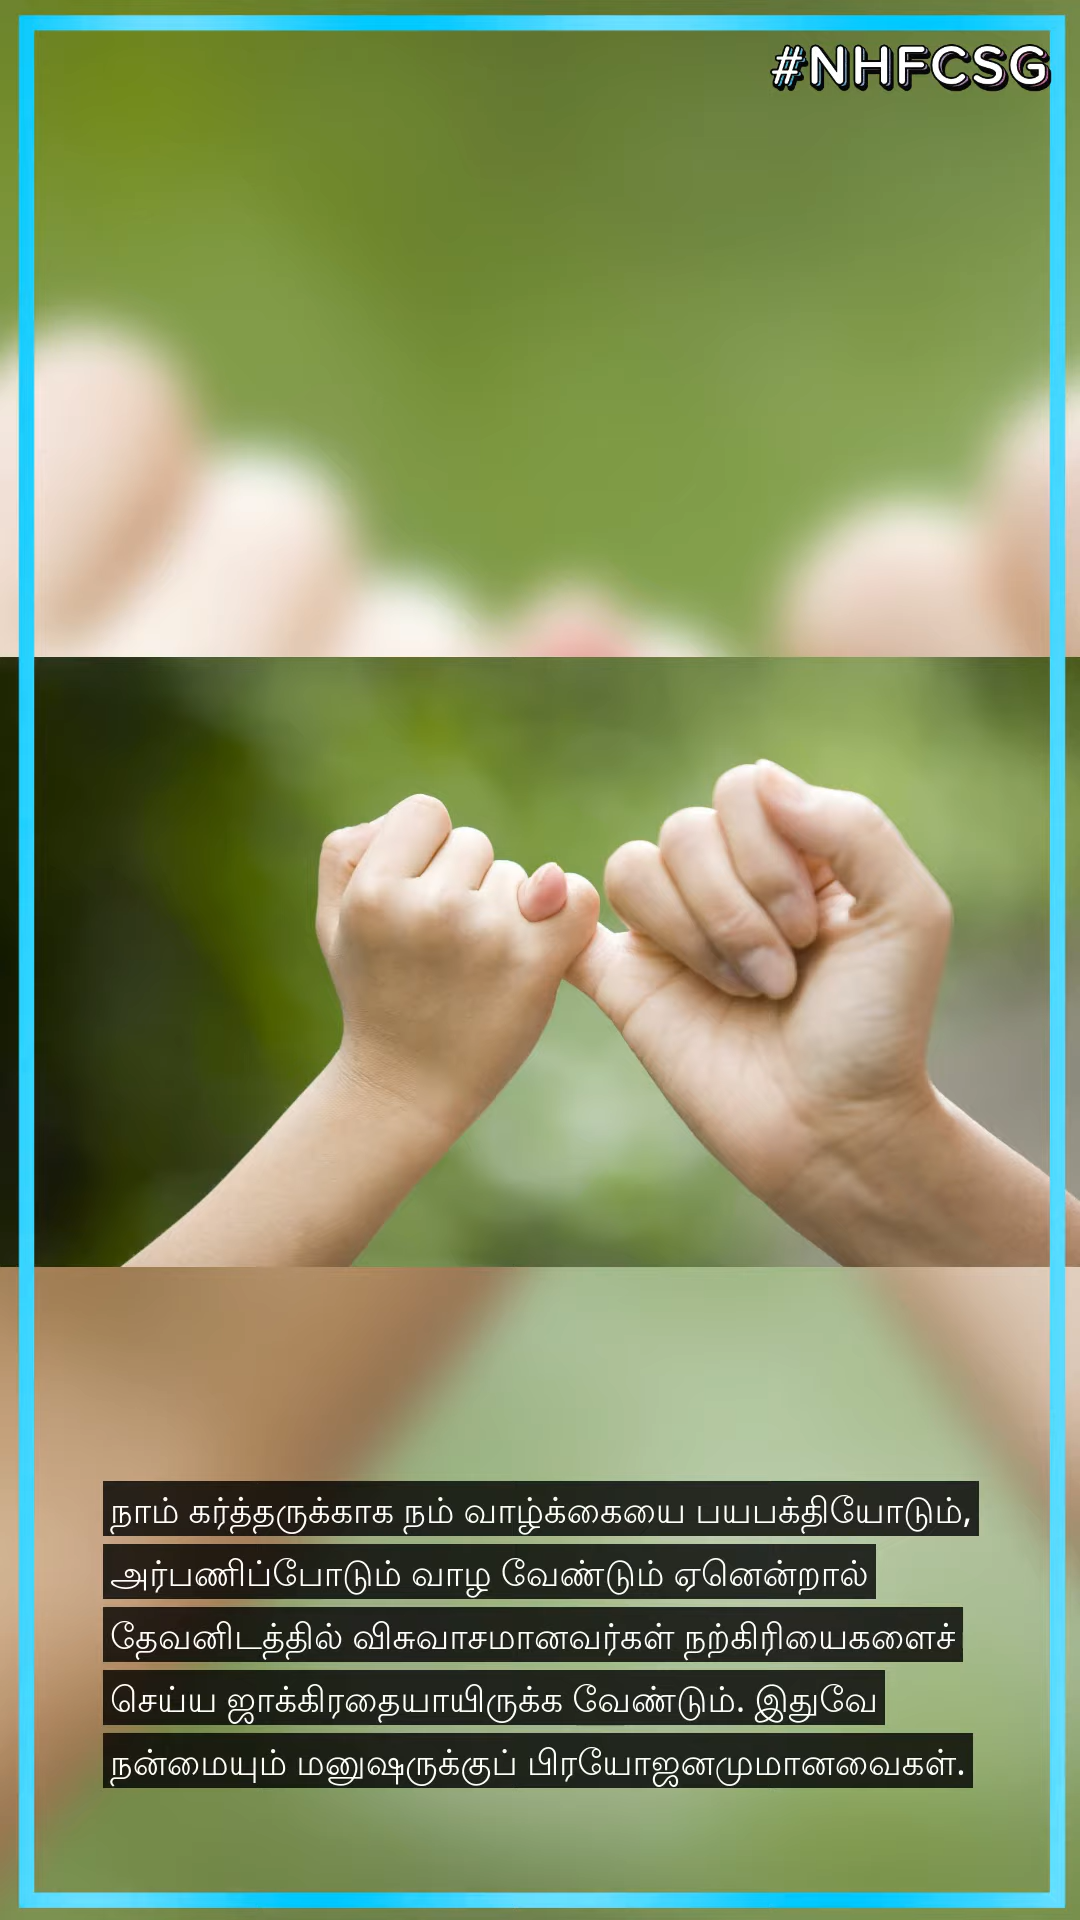 #NHFCSG
நாம் கர்த்தருக்காக நம் வாழ்க்கையை பயபக்தியோடும்,
அர்பணிப்போடும் வாழ வேண்டும் ஏனென்றால்
தேவனிடத்தில் விசுவாசமானவர்கள் நற்கிரியைகளைச்
செய்ய ஜாக்கிரதையாயிருக்க வேண்டும். இதுவே
நன்மையும் மனுஷருக்குப் பிரயோஜனமுமானவைகள்.